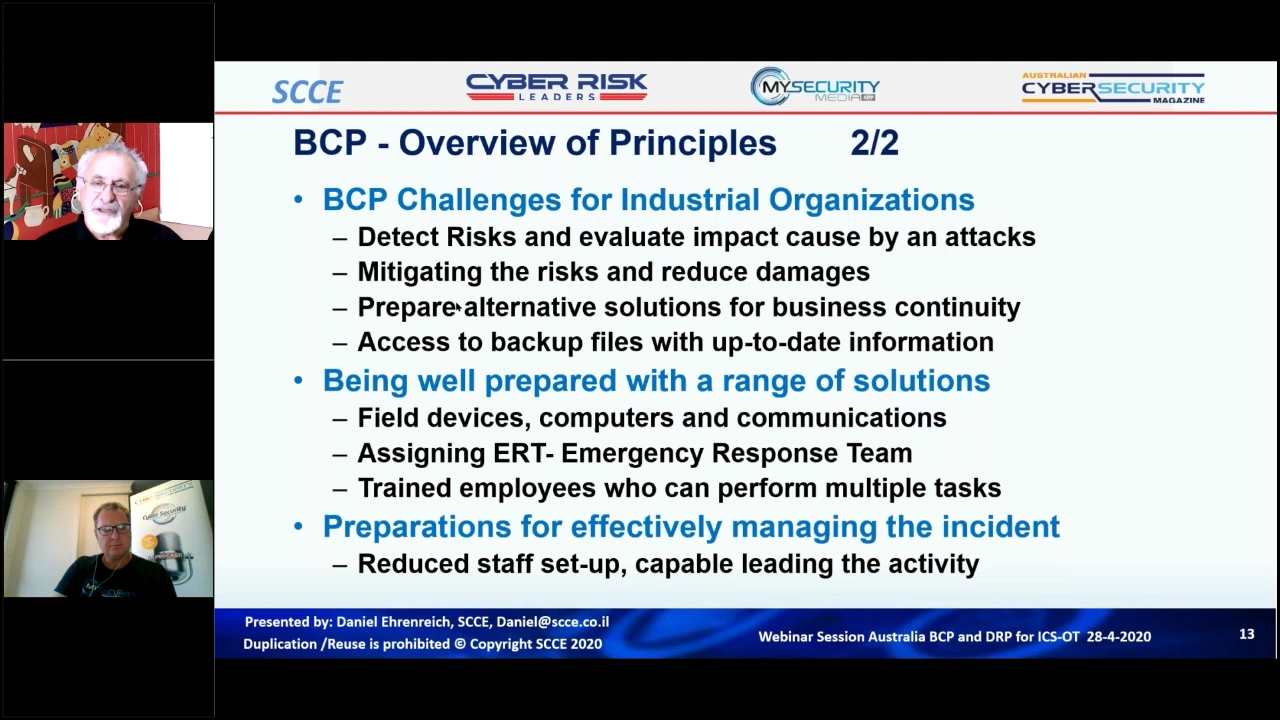 SCCE
CYBER RISK
LEADERS
MYSECURITY
MEDIA
AUSTRALIAN
CYBERSECURITY
MAGAZINE
BCP - Overview of Principles 2/2
• BCP Challenges for Industrial Organizations
– Detect Risks and evaluate impact cause by an attacks
– Mitigating the risks and reduce damages
– Prepare alternative solutions for business continuity
– Access to backup files with up-to-date information
• Being well prepared with a range of solutions
– Field devices, computers and communications
– Assigning ERT- Emergency Response Team
– Trained employees who can perform multiple tasks
• Preparations for effectively managing the incident
– Reduced staff set-up, capable leading the activity
Presented by: Daniel Ehrenreich, SCCE, Daniel@scce.co.il
Duplication /Reuse is prohibited © Copyright SCCE 2020
Webinar Session Australia BCP and DRP for ICS-OT 28-4-2020
13
Cyber Security